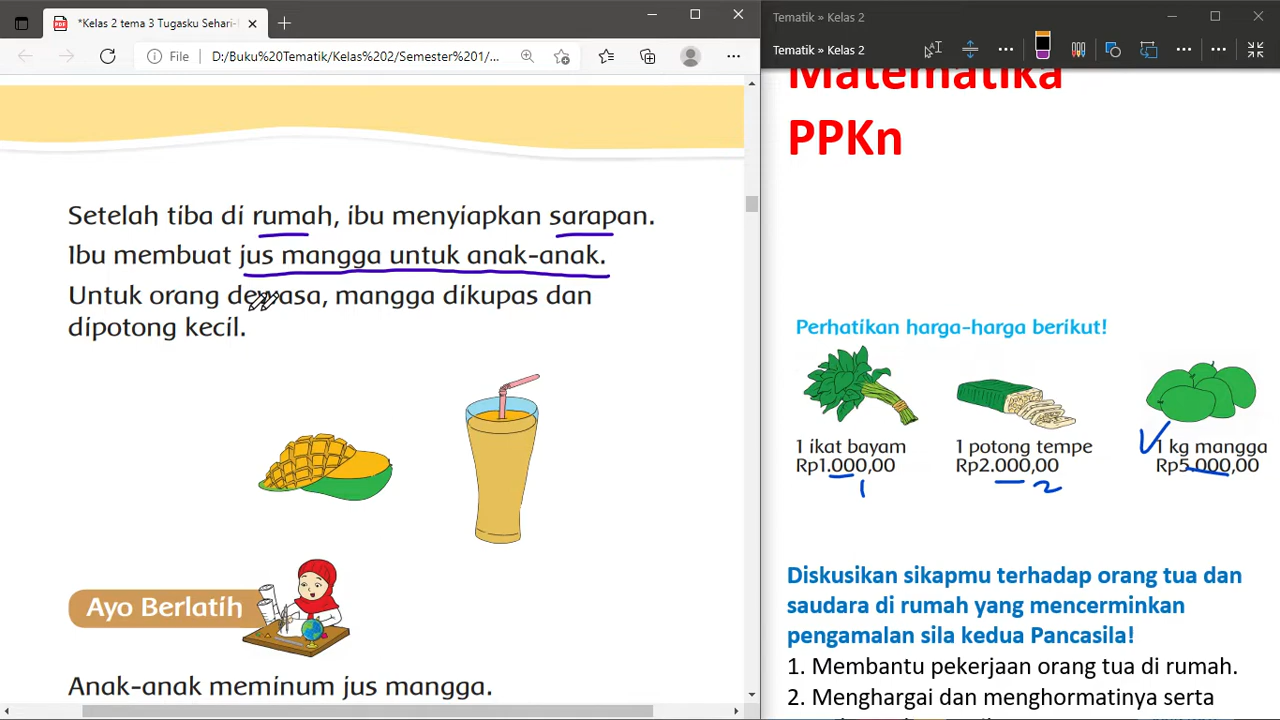 *Kelas 2 tema 3 Tugasku Sehari-
File
D:/Buku%20Tematik/Klas%202/Semester%201/...
Setelah tiba di rumah, ibu menyiapkan sarapan.
Ibu membuat jus mangga untuk anak-anak.
Untuk orang dewasa, mangga dikupas dan
dipotong kecil.
Ayo Berlatih
Anak-anak meminum jus mangga.
Tematik » Kelas 2
Tematik » Kelas 2
Matematika
PPKn
Perhatikan harga-harga berikut!
1 ikat bayam
Rp1.000,00
1
1 potong tempe
Rp2.000,00
2
1 kg mangga
Rp5.000,00
Diskusikan sikapmu terhadap orang tua dan
saudara di rumah yang mencerminkan
pengamalan sila kedua Pancasila!
1. Membantu pekerjaan orang tua di rumah.
2. Menghargai dan menghormatinya serta